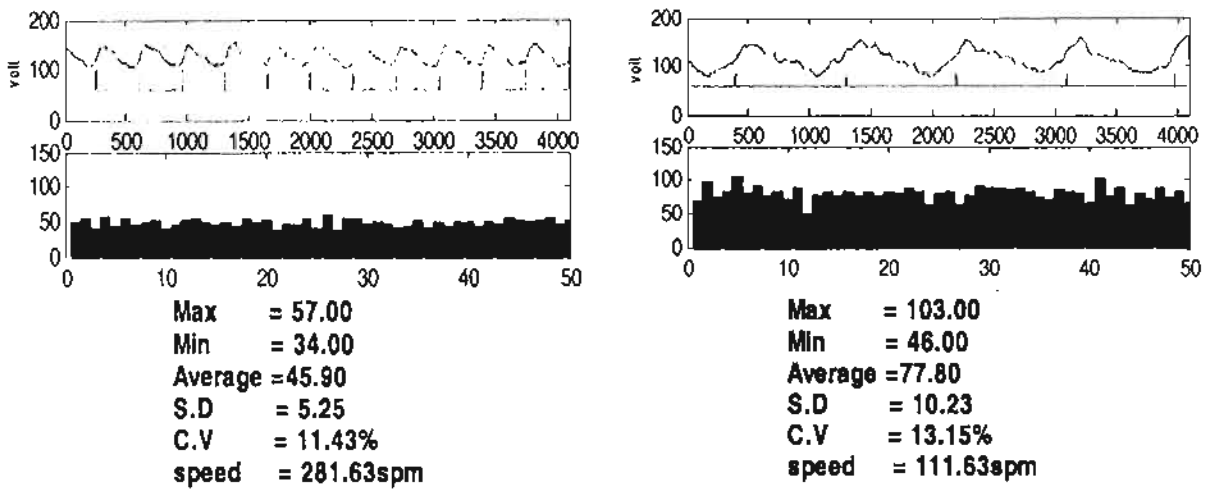 200
volt
100
0
0 500 1000 1500 2000 2500 3000 3500 4000
150
100
50
0
0 10 20 30 40 50
Max = 57.00
Min = 34.00
Average =45.90
S.D = 5.25
C.V = 11.43%
speed = 281.63spm
200
volt
100
0
0 500 1000 1500 2000 2500 3000 3500 4000
150
100
50
0
0 10 20 30 40 50
Max = 103.00
Min = 46.00
Average =77.80
S.D = 10.23
C.V = 13.15%
speed = 111.63spm